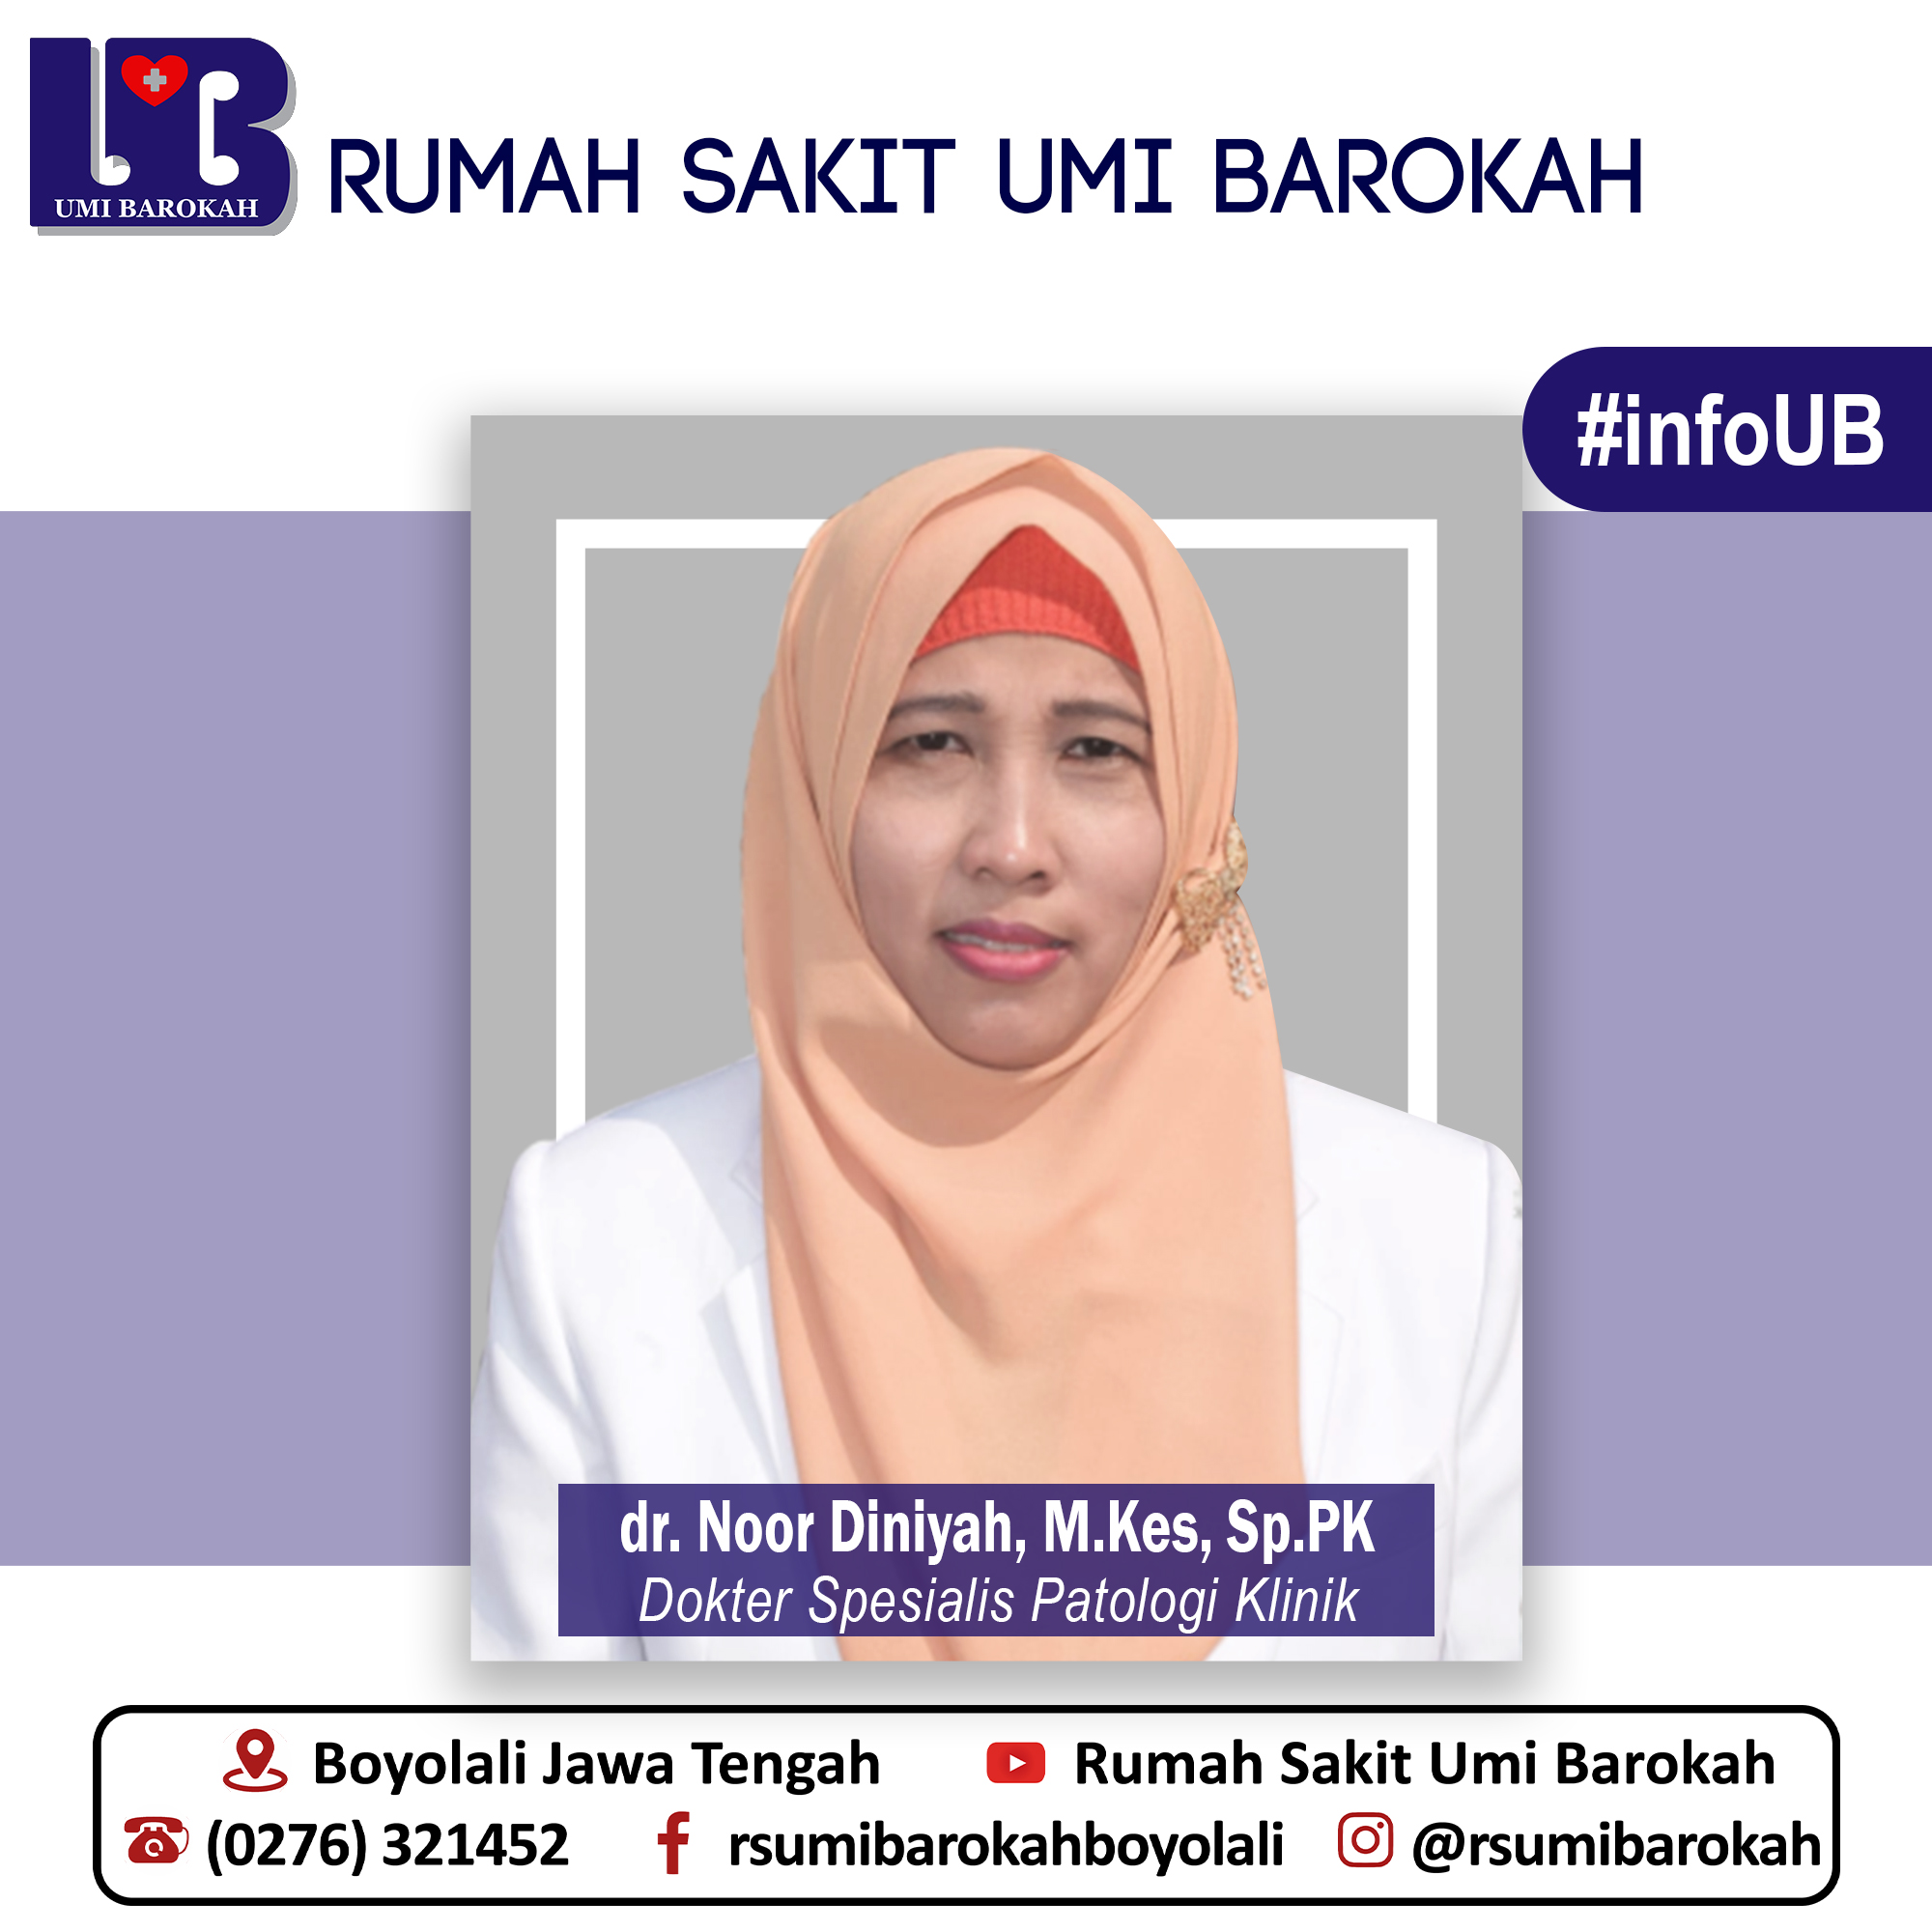 UMI BAROKAH
RUMAH SAKIT UMI BAROKAH
#infoUB
dr. Noor Diniyah, M.Kes, Sp.PK
Dokter Spesialis Patologi Klinik
Boyolali Jawa Tengah
Rumah Sakit Umi Barokah
(0276) 321452
rsumibarokahboyolali
@rsumibarokah